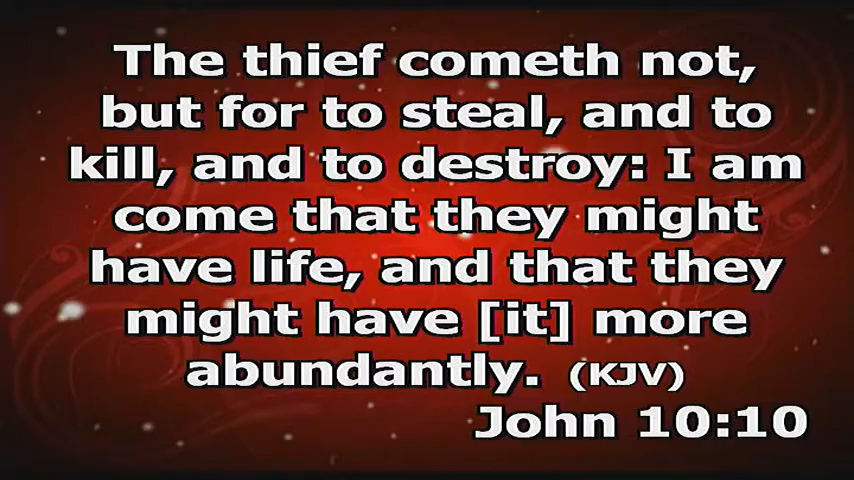 The thief cometh not,
but for to steal, and to
kill, and to destroy: I am
come that they might
have life, and that they
might have [it] more
abundantly. (KJV)
John 10:10